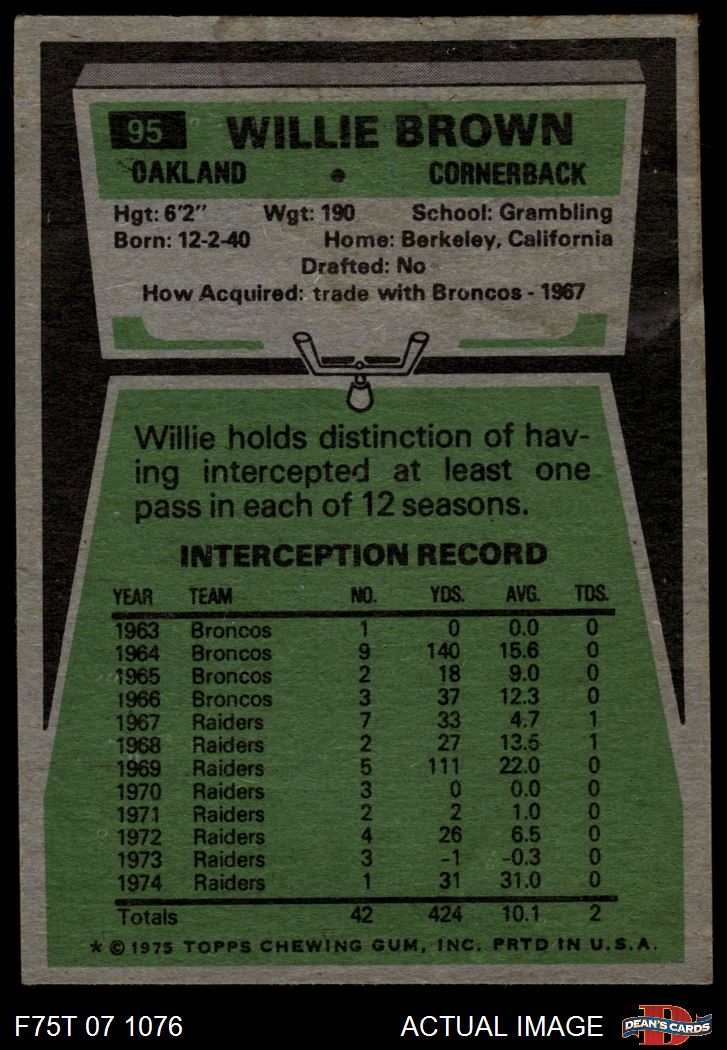 95 WILLIE BROWN
OAKLAND • CORNERBACK
Hgt: 6'2" Wgt: 190 School: Grambling
Born: 12-2-40 Home: Berkeley, California
Drafted: No
How Acquired: trade with Broncos - 1967
Willie holds distinction of hav-
ing intercepted at least one
pass in each of 12 seasons.
INTERCEPTION RECORD
YEAR TEAM NO. YDS. AVG. TDS.
1963 Broncos 1 0 0.0 0
1964 Broncos 9 140 15.6 0
1965 Broncos 2 18 9.0 0
1966 Broncos 3 37 12.3 0
1967 Raiders 7 33 4.7 1
1968 Raiders 2 27 13.5 1
1969 Raiders 5 111 22.0 0
1970 Raiders 3 0 0.0 0
1971 Raiders 2 2 1.0 0
1972 Raiders 4 26 6.5 0
1973 Raiders 3 -1 -0.3 0
1974 Raiders 1 31 31.0 0
Totals 42 424 10.1 2
* © 1975 TOPPS CHEWING GUM, INC. PRTD IN U.S.A.
F75T 07 1076 ACTUAL IMAGE D DEAN'S CARDS